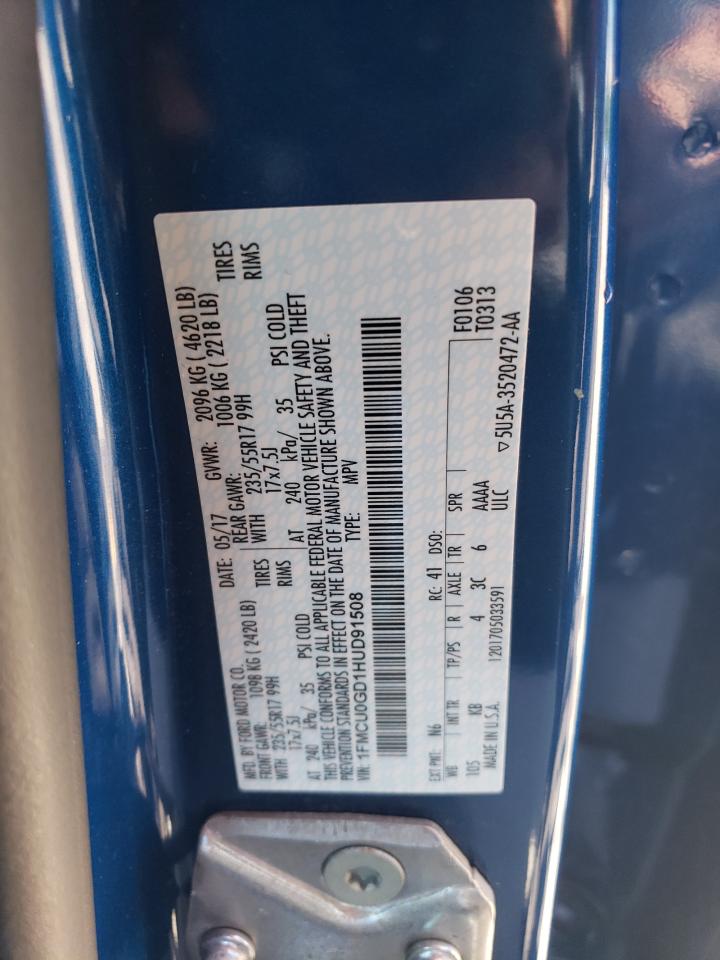 MFD. BY FORD MOTOR CO.
DATE: 05/17 GVWR: 2096 KG ( 4620 LB)
FRONT GAWR: 1098 KG ( 2420 LB)
REAR GAWR: 1006 KG ( 2218 LB)
WITH 235/55R17 99H TIRES
WITH 235/55R17 99H TIRES
17x7.5J RIMS
17x7.5J RIMS
AT 240 kPa/ 35 PSI COLD
AT 240 kPa/ 35 PSI COLD
THIS VEHICLE CONFORMS TO ALL APPLICABLE FEDERAL MOTOR VEHICLE SAFETY AND THEFT
PREVENTION STANDARDS IN EFFECT ON THE DATE OF MANUFACTURE SHOWN ABOVE.
VIN: 1FMCU0GD1HUD91508
TYPE: MPV
EXT PNT: N6 RC: 41 DSO:
F0106
T0313
WB INT TR TP/PS R AXLE TR SPR
105 KB 4 3C 6 AAAA
ULC
MADE IN U.S.A. 1201705033591
▽5U5A-3520472-AA